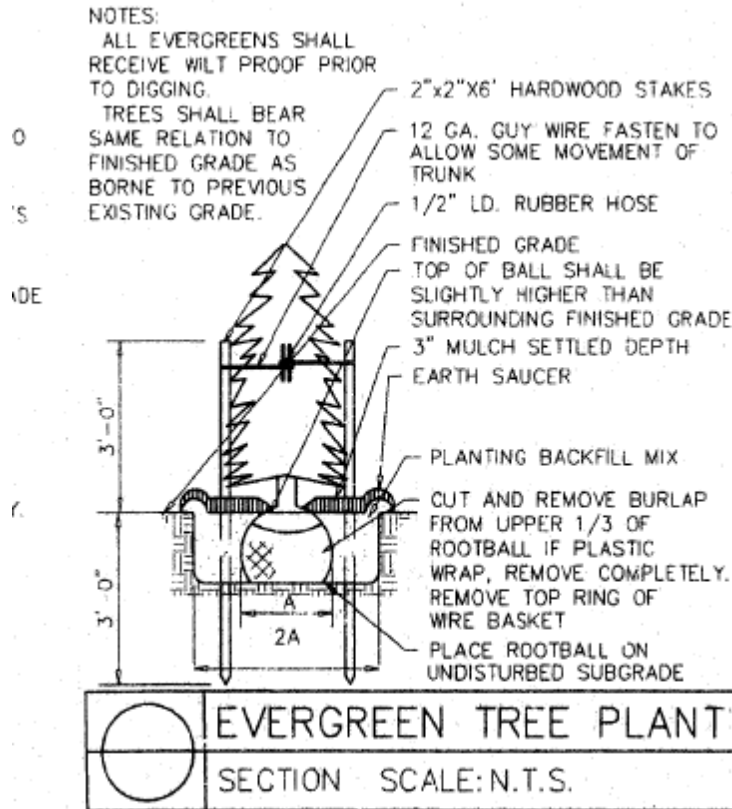 NOTES:
ALL EVERGREENS SHALL
RECEIVE WILT PROOF PRIOR
TO DIGGING.
TREES SHALL BEAR
SAME RELATION TO
FINISHED GRADE AS
BORNE TO PREVIOUS
EXISTING GRADE.
O
'S
ADE
Y.
2"x2"X6' HARDWOOD STAKES
12 GA. GUY WIRE FASTEN TO
ALLOW SOME MOVEMENT OF
TRUNK
1/2" I.D. RUBBER HOSE
FINISHED GRADE
TOP OF BALL SHALL BE
SLIGHTLY HIGHER THAN
SURROUNDING FINISHED GRADE
3" MULCH SETTLED DEPTH
EARTH SAUCER
PLANTING BACKFILL MIX
CUT AND REMOVE BURLAP
FROM UPPER 1/3 OF
ROOTBALL IF PLASTIC
WRAP, REMOVE COMPLETELY.
REMOVE TOP RING OF
WIRE BASKET
PLACE ROOTBALL ON
UNDISTURBED SUBGRADE
3'-0"
3'-0"
A
2A
EVERGREEN TREE PLANT
SECTION SCALE: N.T.S.